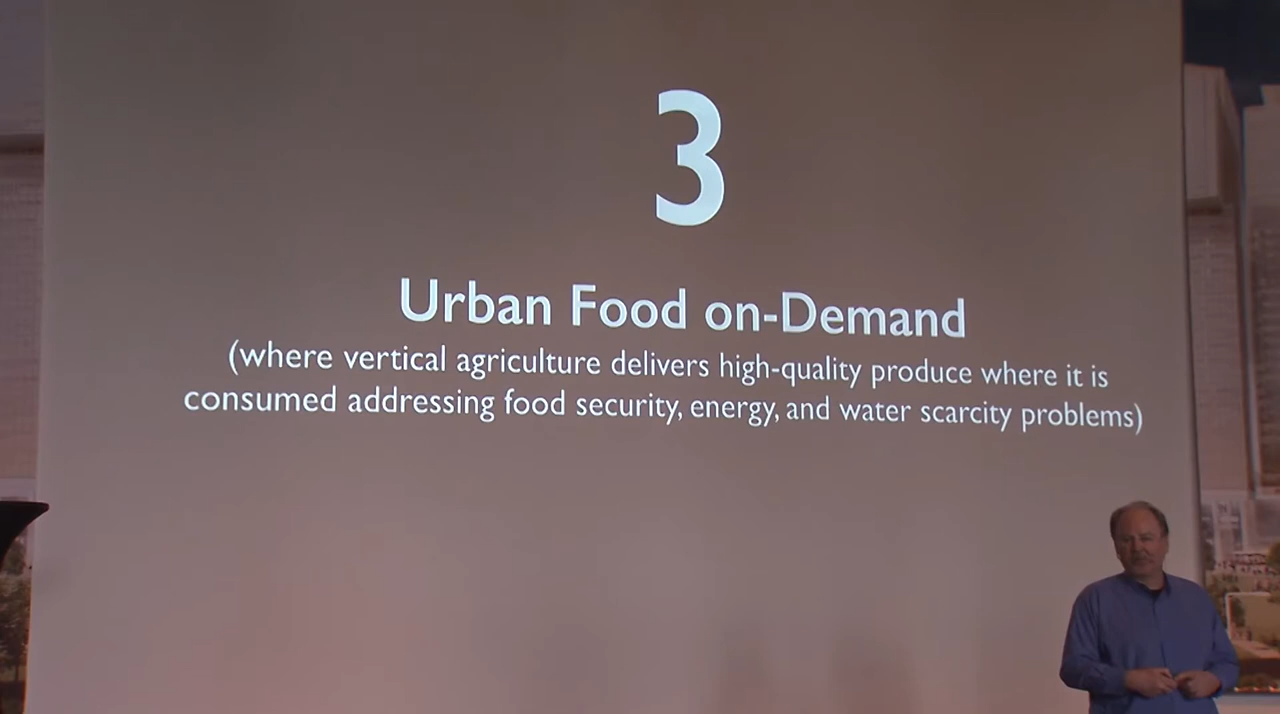 3
Urban Food on-Demand
(where vertical agriculture delivers high-quality produce where it is
consumed addressing food security, energy, and water scarcity problems)